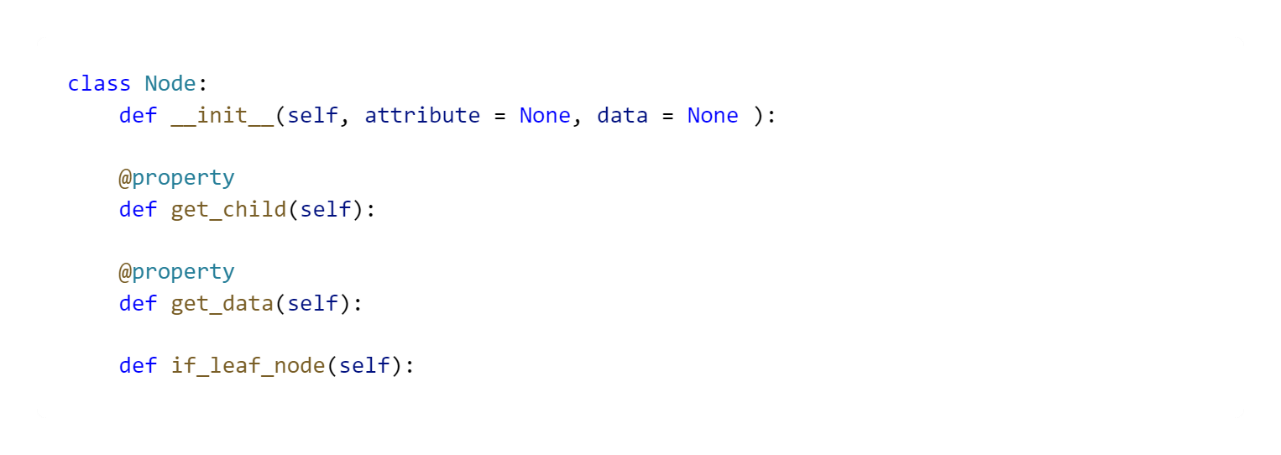 class Node:
    def __init__(self, attribute = None, data = None ):
    @property
    def get_child(self):
    @property
    def get_data(self):
    def if_leaf_node(self):